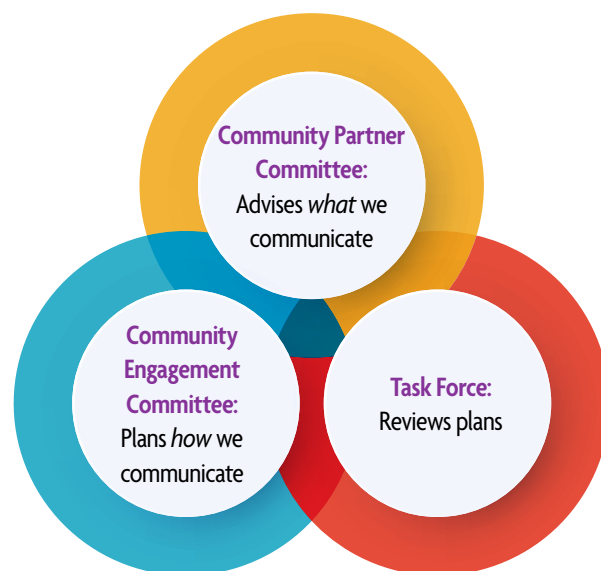 Community Partner
Committee:
Advises what we
communicate
Community
Engagement
Committee:
Plans how we
communicate
Task Force:
Reviews plans